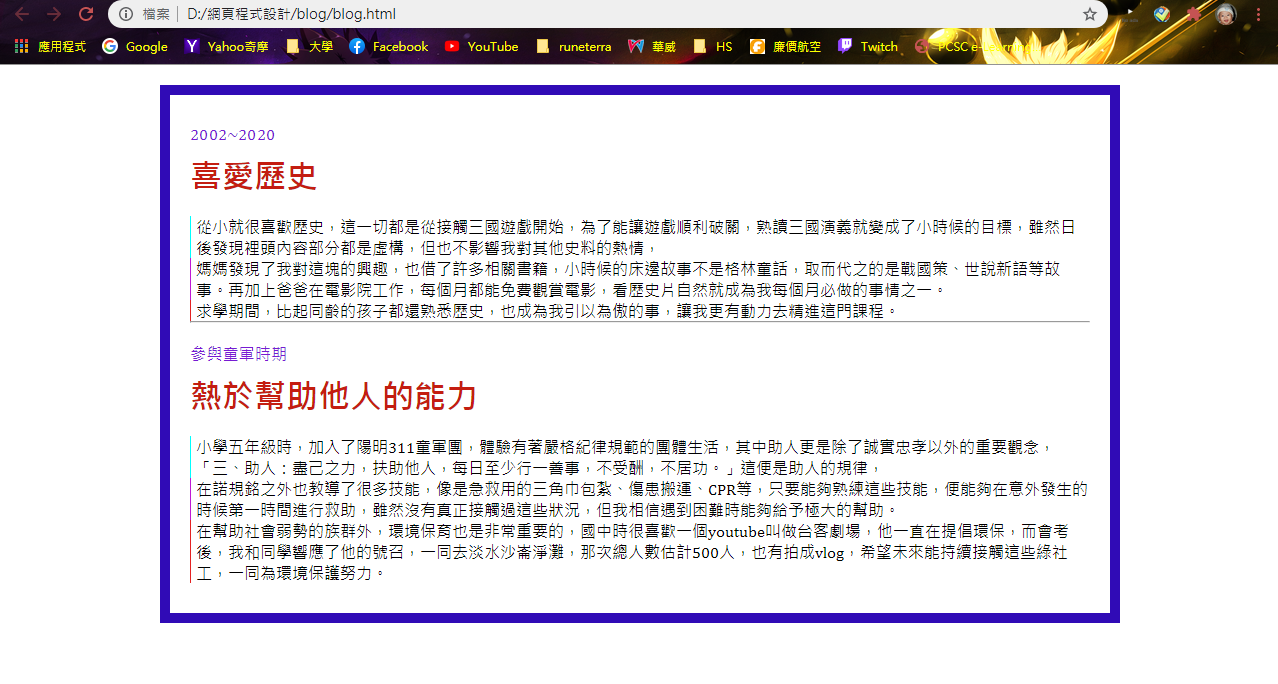 檔案 D:/網頁程式設計/blog/blog.html
應用程式 Google Yahoo奇摩 大學 Facebook YouTube runeterra 華威 HS 廉價航空 Twitch PCSC e-Learning
2002~2020
喜愛歷史
從小就很喜歡歷史，這一切都是從接觸三國遊戲開始，為了能讓遊戲順利破關，熟讀三國演義就變成了小時候的目標，雖然日
後發現裡頭內容部分都是虛構，但也不影響我對其他史料的熱情，
媽媽發現了我對這塊的興趣，也借了許多相關書籍，小時候的床邊故事不是格林童話，取而代之的是戰國策、世說新語等故
事。再加上爸爸在電影院工作，每個月都能免費觀賞電影，看歷史片自然就成為我每個月必做的事情之一。
求學期間，比起同齡的孩子都還熟悉歷史，也成為我引以為傲的事，讓我更有動力去精進這門課程。
參與童軍時期
熱於幫助他人的能力
小學五年級時，加入了陽明311童軍團，體驗有著嚴格紀律規範的團體生活，其中助人更是除了誠實忠孝以外的重要觀念，
「三、助人：盡己之力，扶助他人，每日至少行一善事，不受酬，不居功。」這便是助人的規律，
在諾規銘之外也教導了很多技能，像是急救用的三角巾包紮、傷患搬運、CPR等，只要能夠熟練這些技能，便能夠在意外發生的
時候第一時間進行救助，雖然沒有真正接觸過這些狀況，但我相信遇到困難時能夠給予極大的幫助。
在幫助社會弱勢的族群外，環境保育也是非常重要的，國中時很喜歡一個youtube叫做台客劇場，他一直在提倡環保，而會考
後，我和同學響應了他的號召，一同去淡水沙崙淨灘，那次總人數估計500人，也有拍成vlog，希望未來能持續接觸這些綠社
工，一同為環境保護努力。